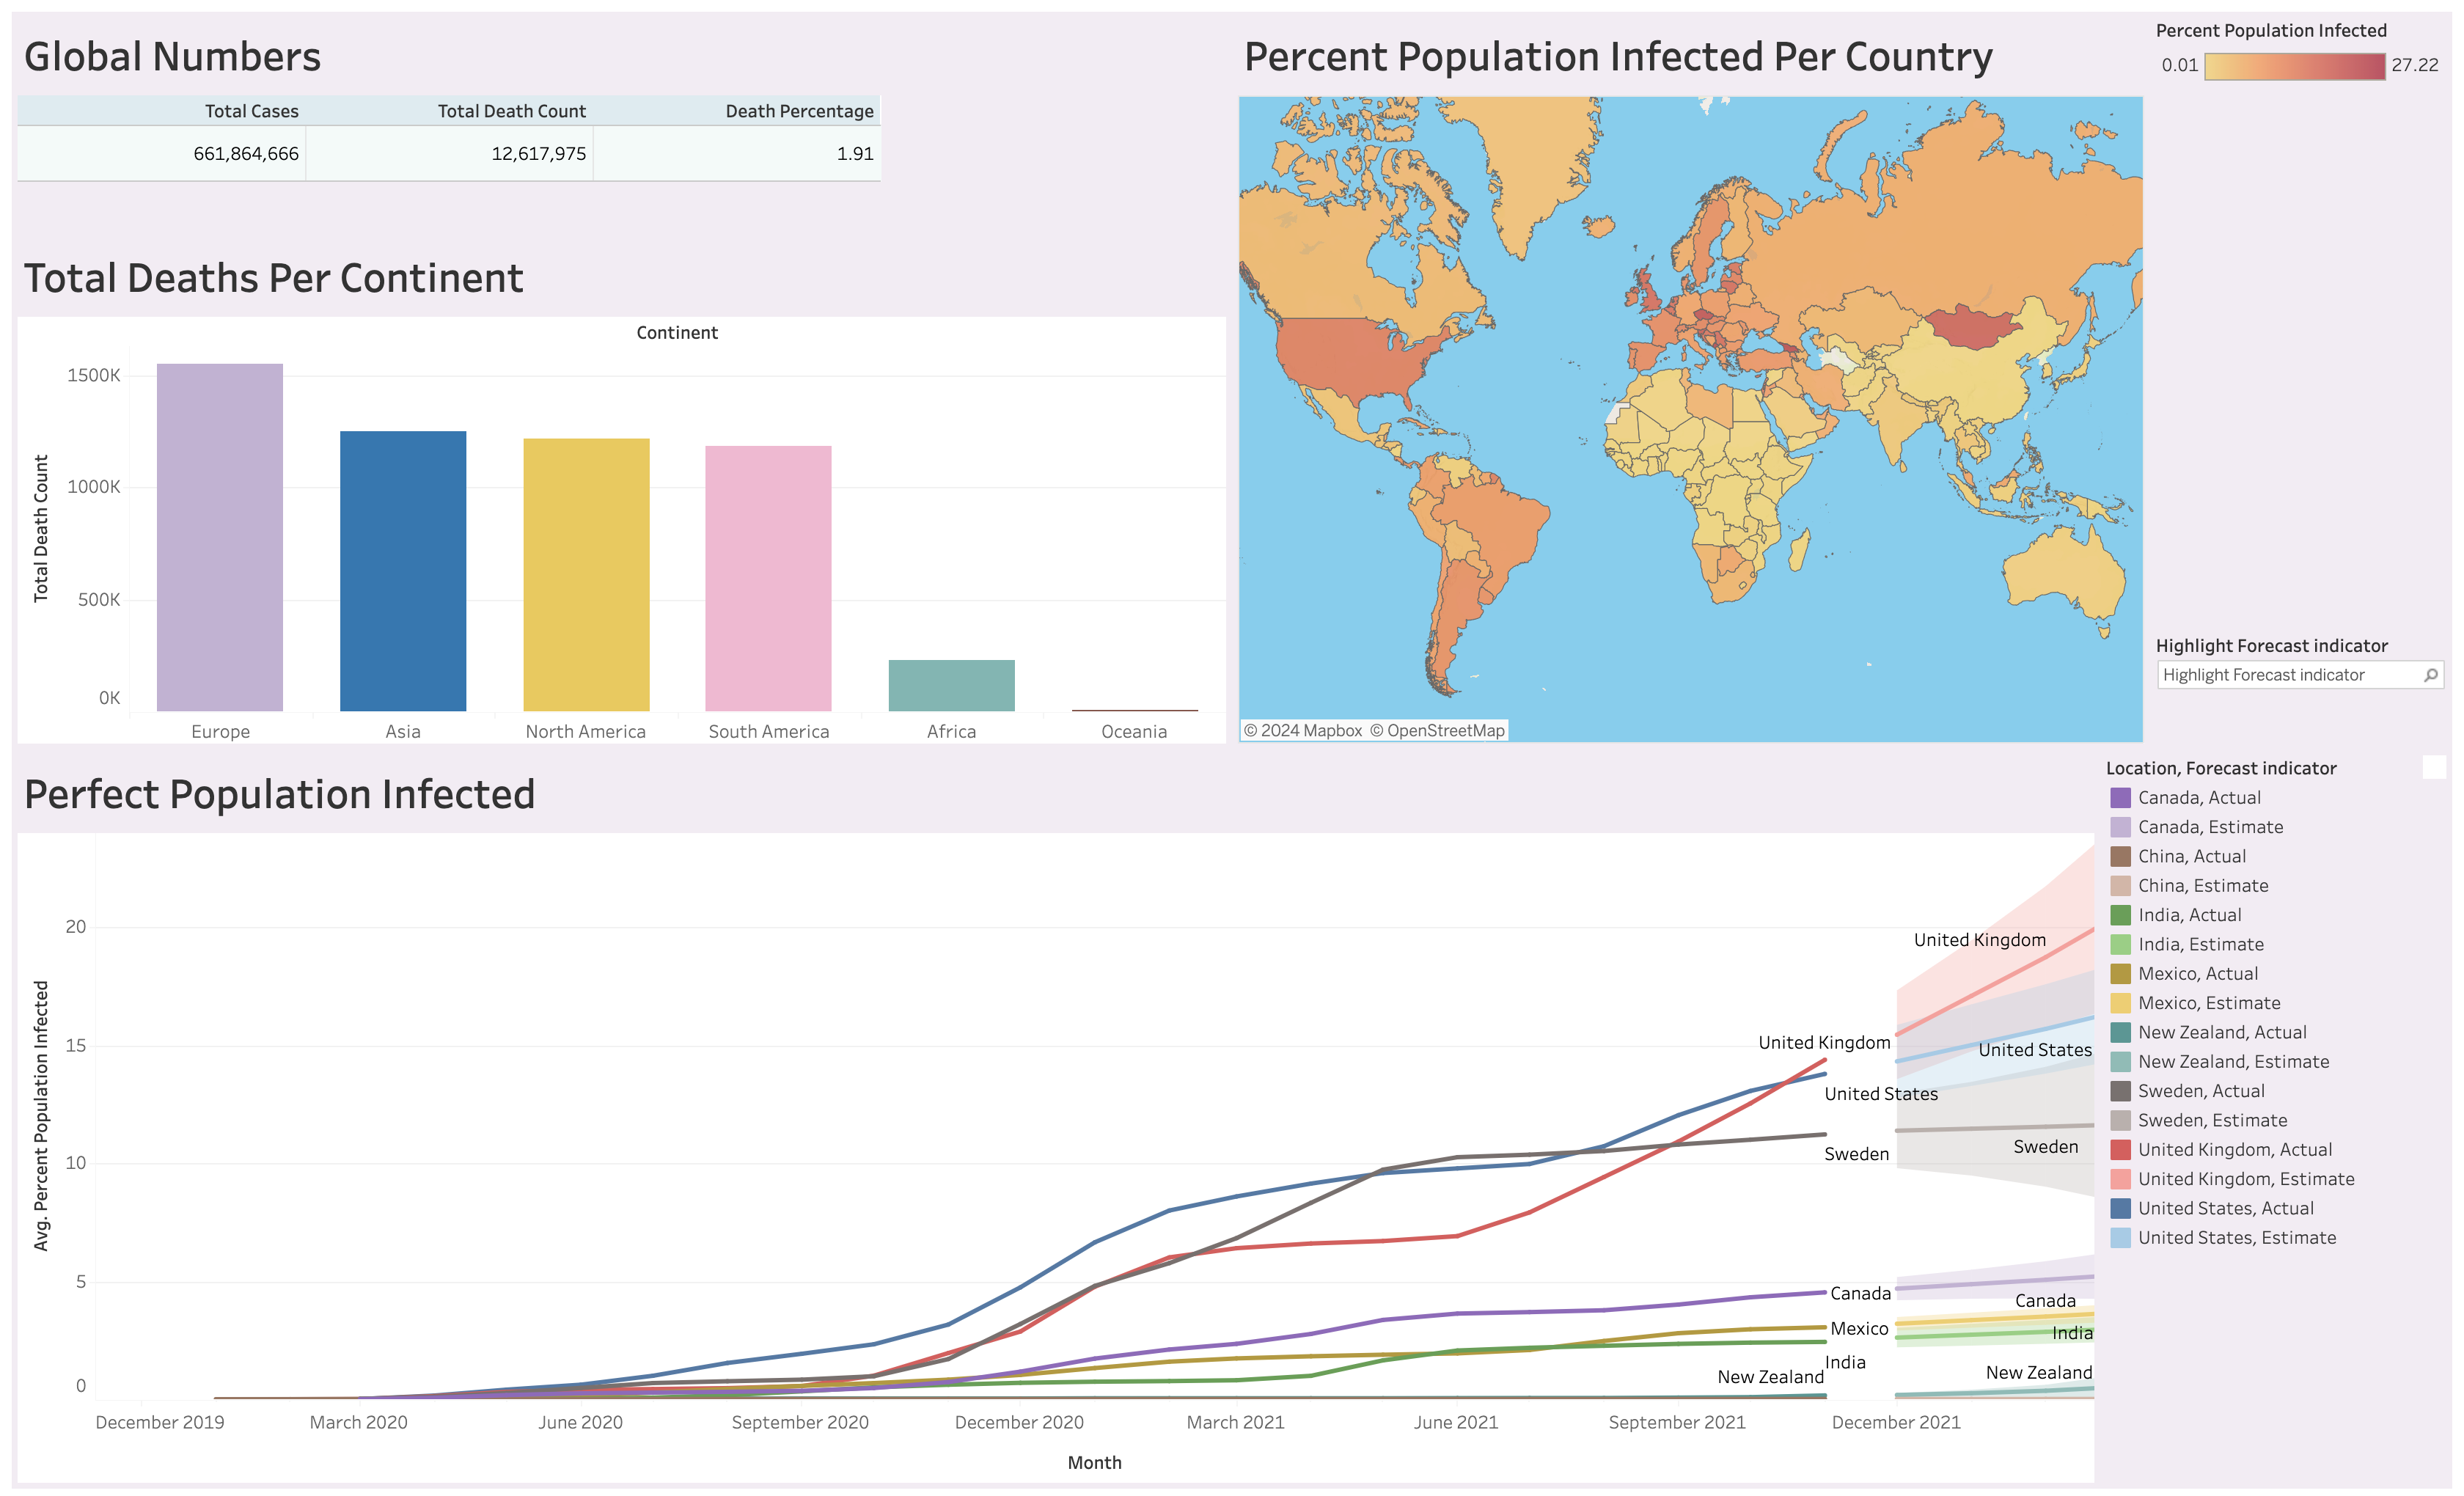 Global Numbers
Total Cases Total Death Count Death Percentage
661,864,666 12,617,975 1.91
Total Deaths Per Continent
Continent
Total Death Count
1500K
1000K
500K
0K
Europe Asia North America South America Africa Oceania
Percent Population Infected Per Country
© 2024 Mapbox © OpenStreetMap
Percent Population Infected
0.01 27.22
Highlight Forecast indicator
Highlight Forecast indicator
Perfect Population Infected
Avg. Percent Population Infected
20
15
10
5
0
United Kingdom
United Kingdom
United States
United States
Sweden
Sweden
Canada
Canada
Mexico
India
India
New Zealand
New Zealand
December 2019 March 2020 June 2020 September 2020 December 2020 March 2021 June 2021 September 2021 December 2021
Month
Location, Forecast indicator
Canada, Actual
Canada, Estimate
China, Actual
China, Estimate
India, Actual
India, Estimate
Mexico, Actual
Mexico, Estimate
New Zealand, Actual
New Zealand, Estimate
Sweden, Actual
Sweden, Estimate
United Kingdom, Actual
United Kingdom, Estimate
United States, Actual
United States, Estimate